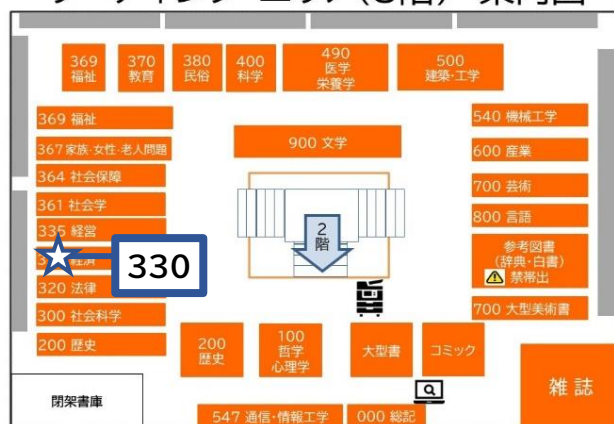 369
福祉
370
教育
380
民俗
400
科学
490
医学
栄養学
500
建築・工学
369 福祉
367 家族・女性・老人問題
364 社会保障
361 社会学
335 経営
経済
330
320 法律
300 社会科学
200 歴史
閉架書庫
900 文学
2
階
540 機械工学
600 産業
700 芸術
800 言語
参考図書
(辞典・白書)
禁帯出
700 大型美術書
200
歴史
100
哲学
心理学
大型書
コミック
雑誌
547 通信・情報工学
000 総記